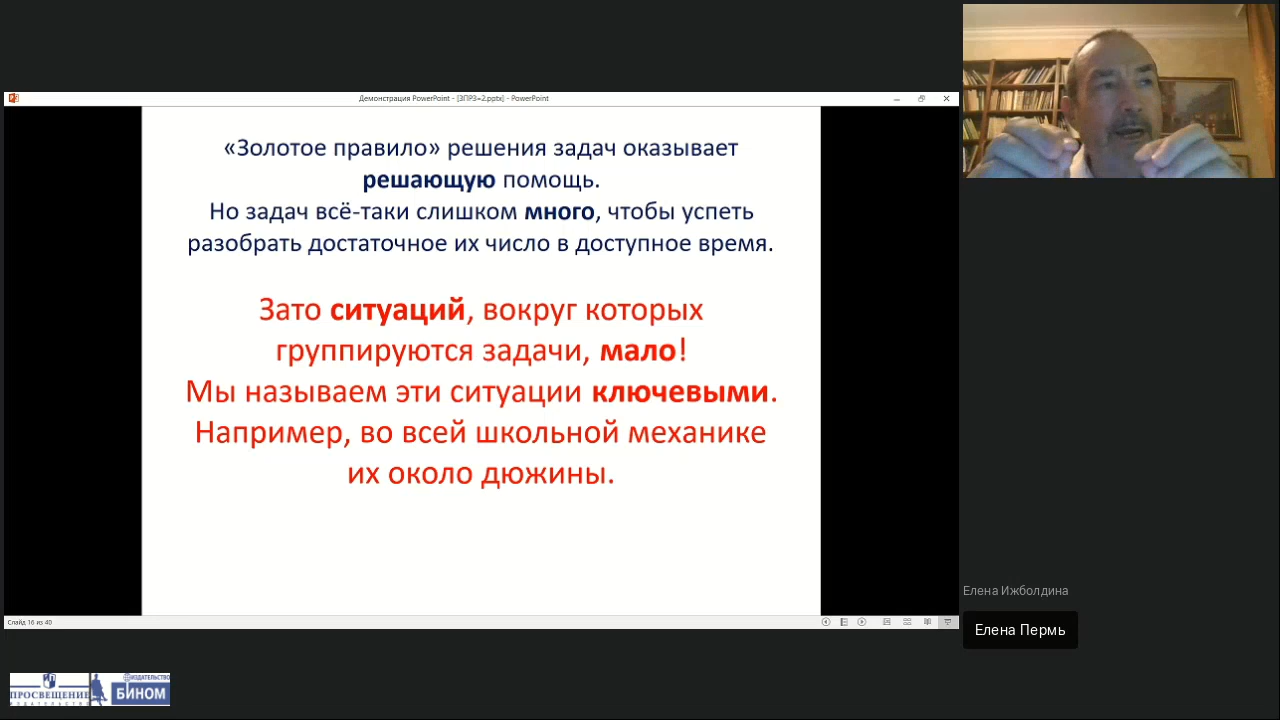 Демонстрация PowerPoint - [ЗПРЗ=2.pptx] - PowerPoint
«Золотое правило» решения задач оказывает
решающую помощь.
Но задач всё-таки слишком много, чтобы успеть
разобрать достаточное их число в доступное время.
Зато ситуаций, вокруг которых
группируются задачи, мало!
Мы называем эти ситуации ключевыми.
Например, во всей школьной механике
их около дюжины.
Слайд 16 из 40
Елена Ижболдина
Елена Пермь
ПРОСВЕЩЕНИЕ
ИЗДАТЕЛЬСТВО
ИЗДАТЕЛЬСТВО
БИНОМ